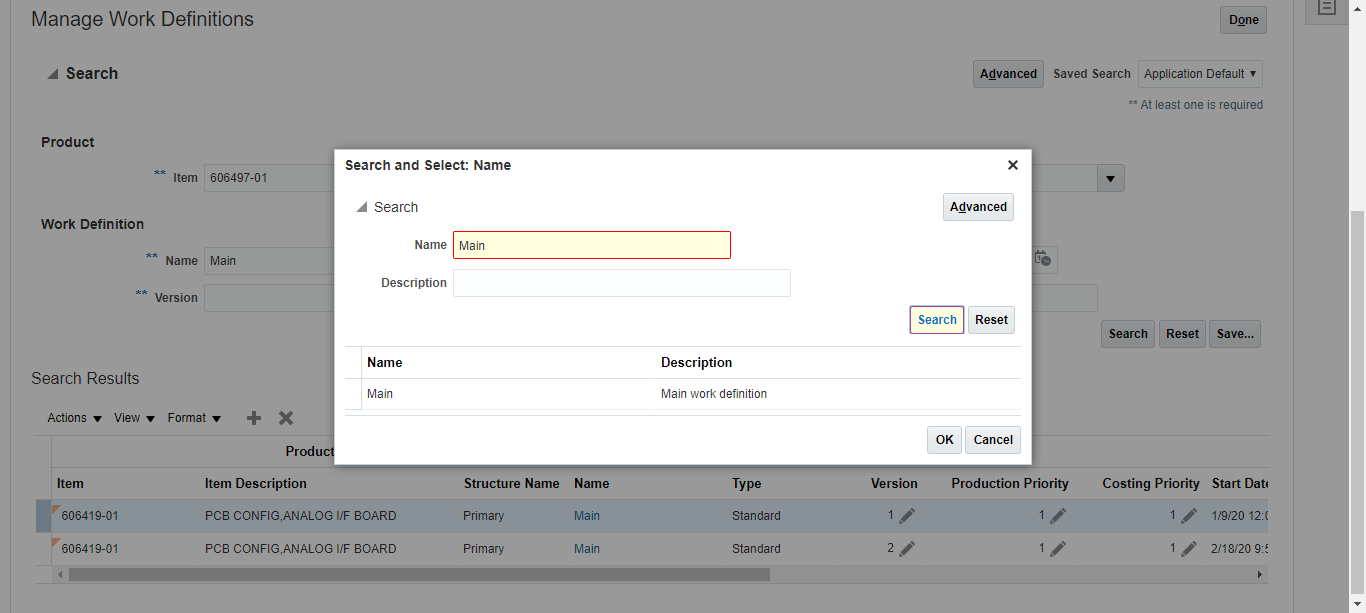 Manage Work Definitions
Done
Search
Advanced Saved Search Application Default
** At least one is required
Product
** Item 606497-01
Work Definition
** Name Main
** Version
Search Reset Save...
Search and Select: Name
Search
Advanced
Name Main
Description
Search Reset
Name Description
Main Main work definition
OK Cancel
Search Results
Actions View Format
Product
Item Item Description Structure Name Name Type Version Production Priority Costing Priority Start Date
606419-01 PCB CONFIG,ANALOG I/F BOARD Primary Main Standard 1 1 1 1/9/20 12:0
606419-01 PCB CONFIG,ANALOG I/F BOARD Primary Main Standard 2 1 1 2/18/20 9:5